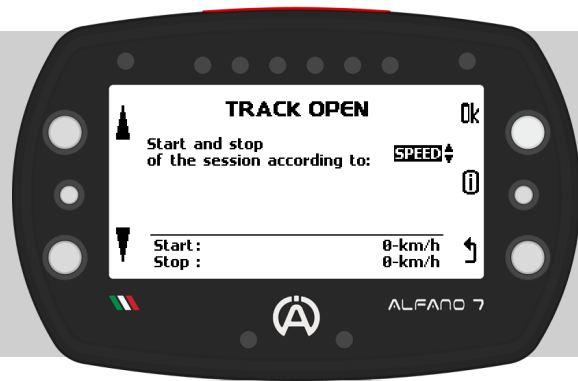 TRACK OPEN
Ok
Start and stop
of the session according to: SPEED
i
Start: 0-km/h
Stop : 0-km/h
ALFANO 7